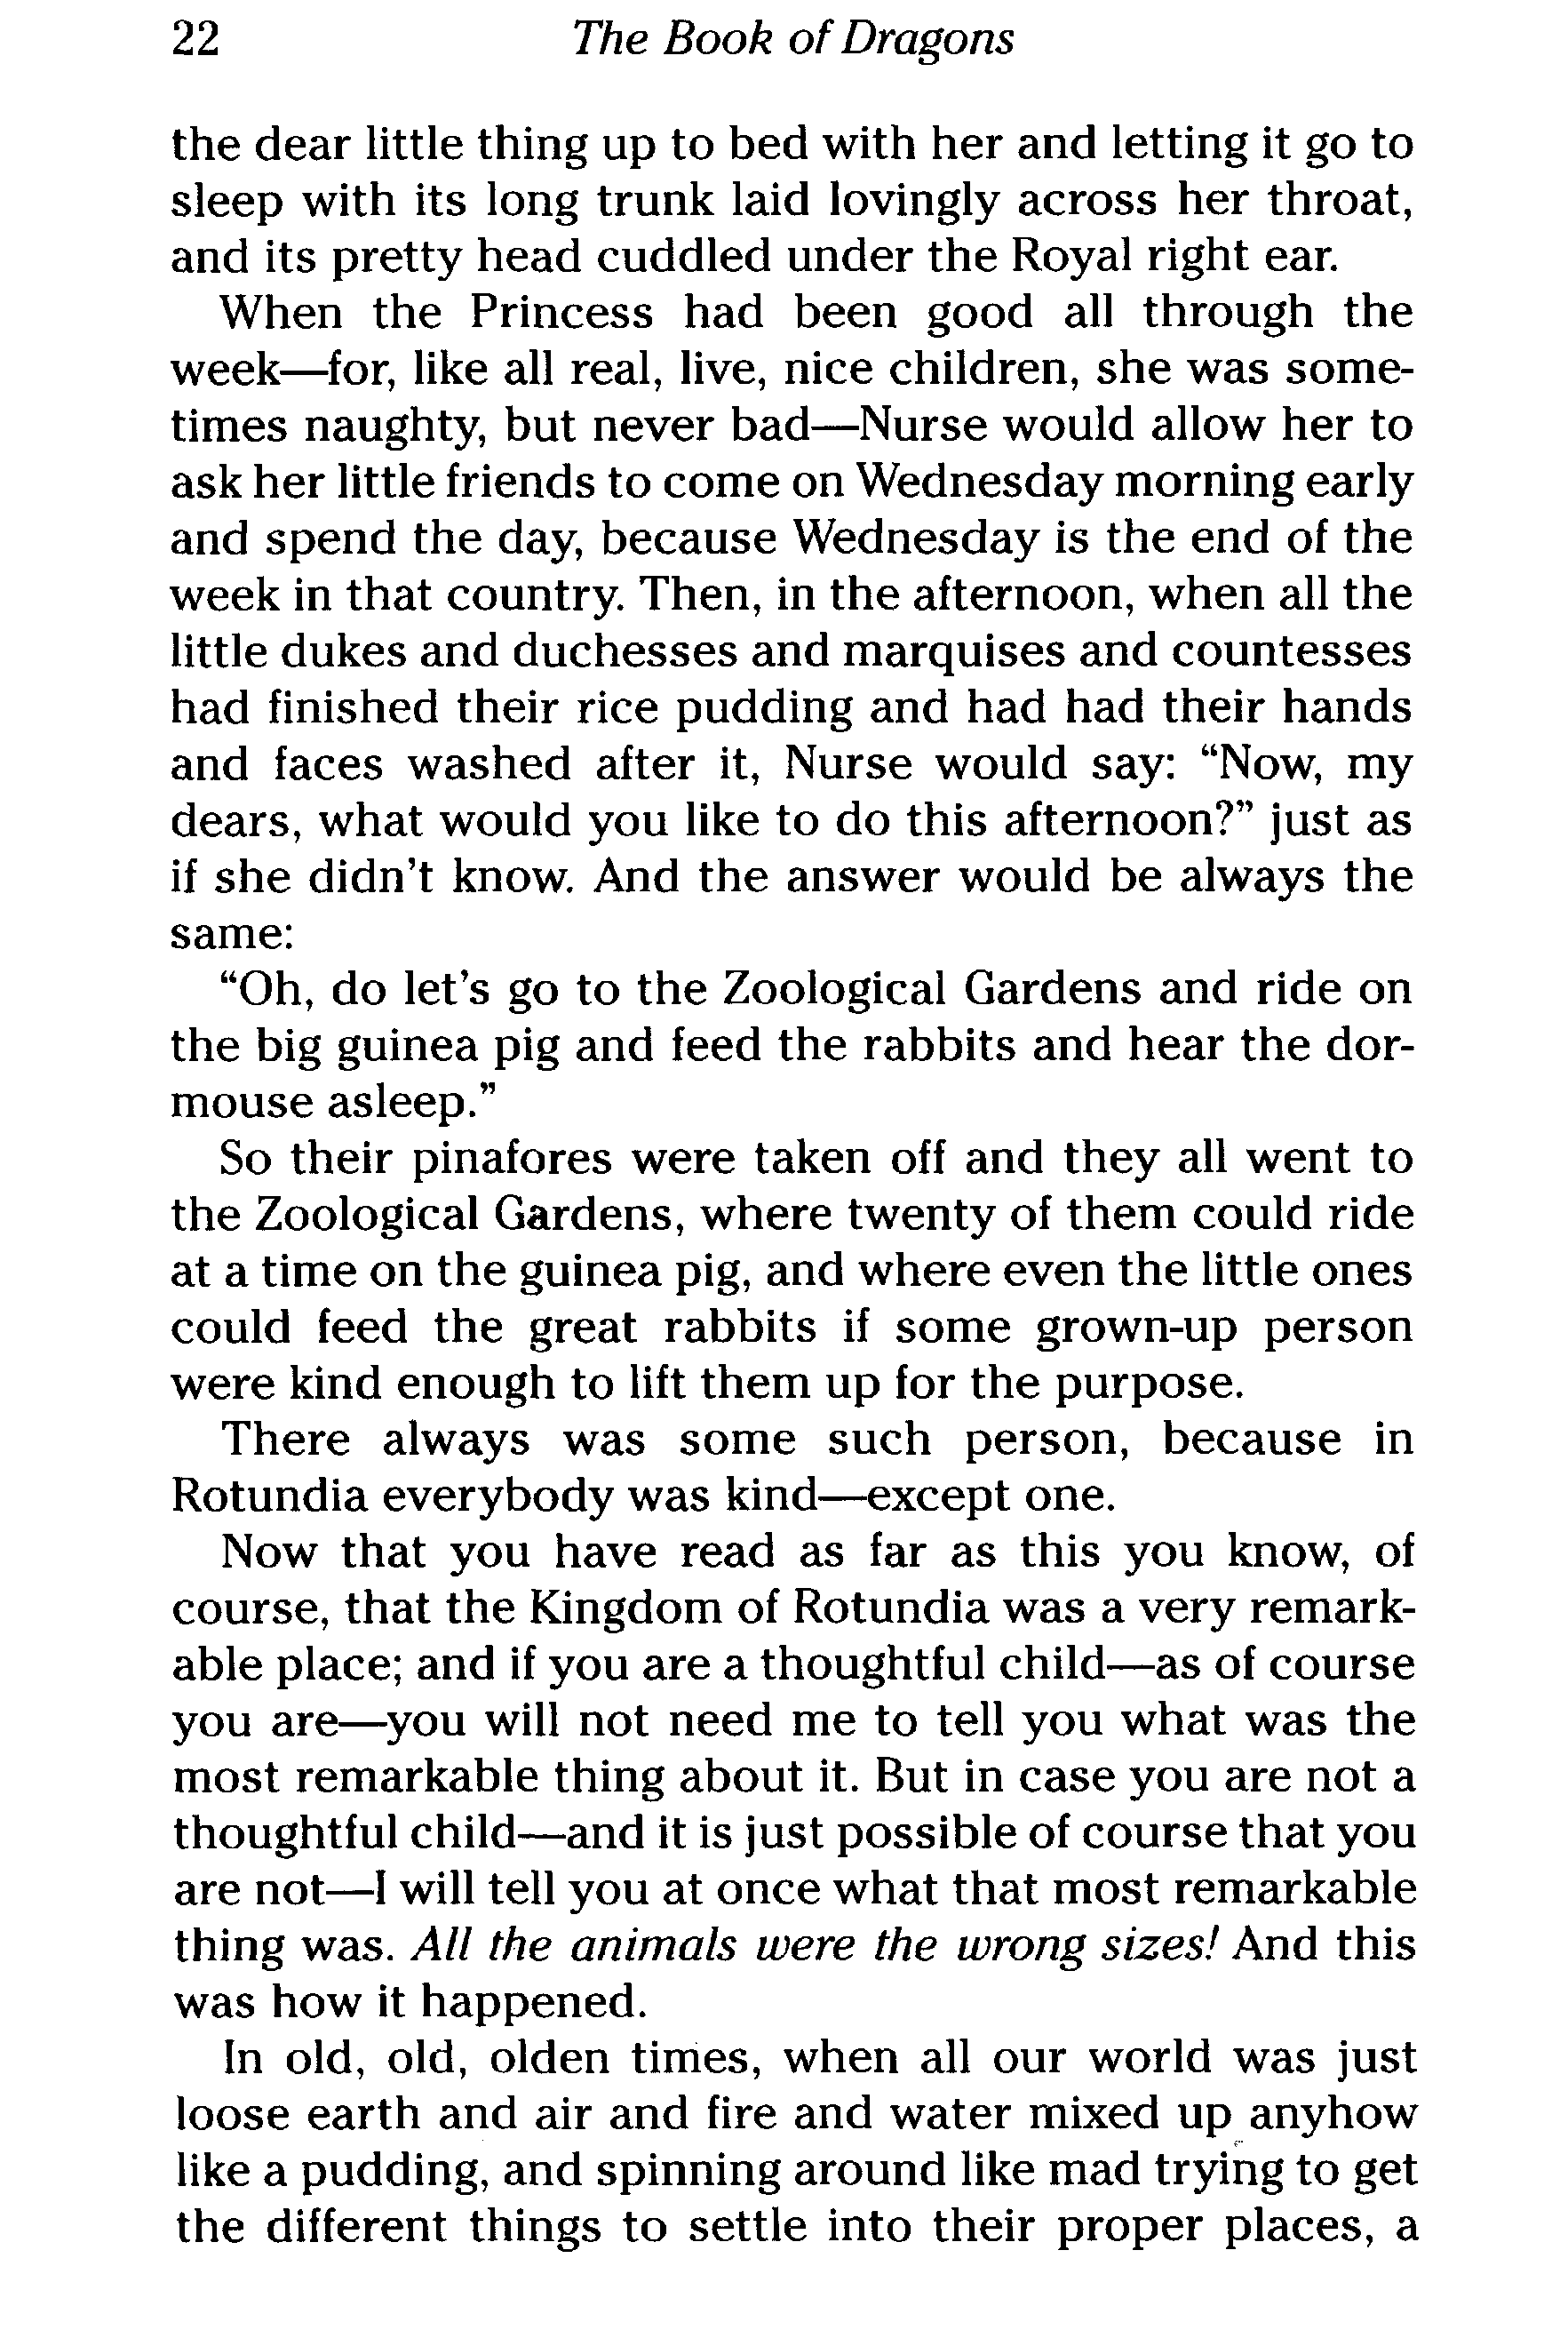 22 The Book of Dragons
the dear little thing up to bed with her and letting it go to
sleep with its long trunk laid lovingly across her throat,
and its pretty head cuddled under the Royal right ear.
When the Princess had been good all through the
week—for, like all real, live, nice children, she was some-
times naughty, but never bad—Nurse would allow her to
ask her little friends to come on Wednesday morning early
and spend the day, because Wednesday is the end of the
week in that country. Then, in the afternoon, when all the
little dukes and duchesses and marquises and countesses
had finished their rice pudding and had had their hands
and faces washed after it, Nurse would say: “Now, my
dears, what would you like to do this afternoon?” just as
if she didn’t know. And the answer would be always the
same:
“Oh, do let’s go to the Zoological Gardens and ride on
the big guinea pig and feed the rabbits and hear the dor-
mouse asleep.”
So their pinafores were taken off and they all went to
the Zoological Gardens, where twenty of them could ride
at a time on the guinea pig, and where even the little ones
could feed the great rabbits if some grown-up person
were kind enough to lift them up for the purpose.
There always was some such person, because in
Rotundia everybody was kind—except one.
Now that you have read as far as this you know, of
course, that the Kingdom of Rotundia was a very remark-
able place; and if you are a thoughtful child—as of course
you are—you will not need me to tell you what was the
most remarkable thing about it. But in case you are not a
thoughtful child—and it is just possible of course that you
are not—I will tell you at once what that most remarkable
thing was. All the animals were the wrong sizes! And this
was how it happened.
In old, old, olden times, when all our world was just
loose earth and air and fire and water mixed up anyhow
like a pudding, and spinning around like mad trying to get
the different things to settle into their proper places, a